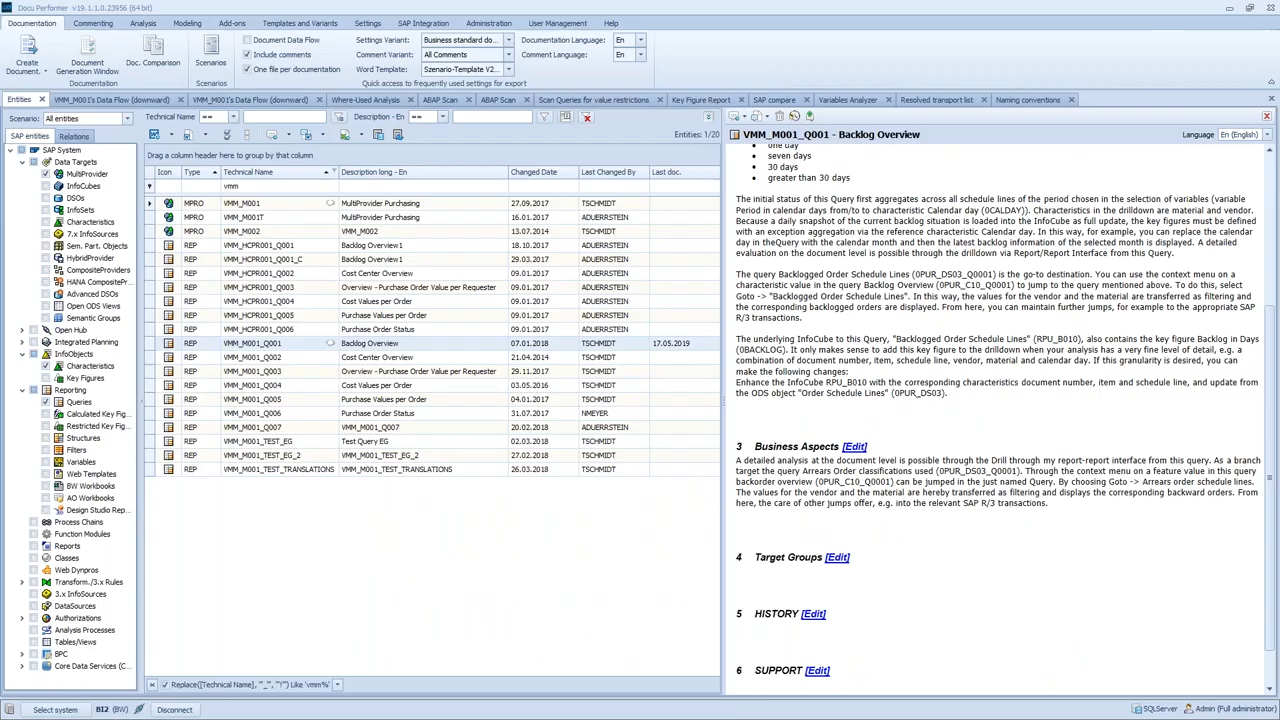 Docu Performer v19.1.1.0.23956 (64 bit)
Documentation Commenting Analysis Modeling Add-ons Templates and Variants Settings SAP Integration Administration User Management Help
Create Document.
Document Generation Window
Doc. Comparison
Documentation
Scenarios
Scenarios
Document Data Flow
Include comments
One file per documentation
Settings Variant: Business standard do...
Comment Variant: All Comments
Word Template: Szenario-Template V2...
Documentation Language: En
Comment Language: En
Quick access to frequently used settings for export
Entities VMM_M001's Data Flow (downward) VMM_M001's Data Flow (downward) Where-Used Analysis ABAP Scan ABAP Scan Scan Queries for value restrictions Key Figure Report SAP compare Variables Analyzer Resolved transport list Naming conventions
Scenario: All entities
SAP entities Relations
SAP System
Data Targets
MultiProvider
InfoCubes
DSOs
InfoSets
Characteristics
7.x InfoSources
Sem. Part. Objects
HybridProvider
CompositeProviders
HANA CompositePro
Advanced DSOs
Open ODS Views
Semantic Groups
Open Hub
Integrated Planning
InfoObjects
Characteristics
Key Figures
Reporting
Queries
Calculated Key Fig...
Restricted Key Fig...
Structures
Filters
Variables
Web Templates
BW Workbooks
AO Workbooks
Design Studio Rep...
Process Chains
Function Modules
Reports
Classes
Web Dynpros
Transform./3.x Rules
3.x InfoSources
DataSources
Authorizations
Analysis Processes
Tables/Views
BPC
Core Data Services (C...
Technical Name == Description - En ==
Entities: 1/20
Drag a column header here to group by that column
Icon Type Technical Name Description long - En Changed Date Last Changed By Last doc.
vmm
MPRO VMM_M001 MultiProvider Purchasing 27.09.2017 TSCHMIDT
MPRO VMM_M001T MultiProvider Purchasing 16.01.2017 ADUERRSTEIN
MPRO VMM_M002 VMM_M002 13.07.2014 TSCHMIDT
REP VMM_HCPR001_Q001 Backlog Overview1 18.10.2017 ADUERRSTEIN
REP VMM_HCPR001_Q001_C Backlog Overview1 29.03.2017 ADUERRSTEIN
REP VMM_HCPR001_Q002 Cost Center Overview 09.01.2017 ADUERRSTEIN
REP VMM_HCPR001_Q003 Overview - Purchase Order Value per Requester 09.01.2017 ADUERRSTEIN
REP VMM_HCPR001_Q004 Cost Values per Order 09.01.2017 ADUERRSTEIN
REP VMM_HCPR001_Q005 Purchase Values per Order 09.01.2017 ADUERRSTEIN
REP VMM_HCPR001_Q006 Purchase Order Status 09.01.2017 ADUERRSTEIN
REP VMM_M001_Q001 Backlog Overview 07.01.2018 TSCHMIDT 17.05.2019
REP VMM_M001_Q002 Cost Center Overview 21.04.2014 TSCHMIDT
REP VMM_M001_Q003 Overview - Purchase Order Value per Requester 29.11.2017 TSCHMIDT
REP VMM_M001_Q004 Cost Values per Order 03.05.2016 TSCHMIDT
REP VMM_M001_Q005 Purchase Values per Order 04.01.2017 TSCHMIDT
REP VMM_M001_Q006 Purchase Order Status 31.07.2017 NMEYER
REP VMM_M001_Q007 VMM_M001_Q007 20.02.2018 ADUERRSTEIN
REP VMM_M001_TEST_EG Test Query EG 02.03.2018 TSCHMIDT
REP VMM_M001_TEST_EG_2 VMM_M001_TEST_EG_2 27.02.2018 TSCHMIDT
REP VMM_M001_TEST_TRANSLATIONS VMM_M001_TEST_TRANSLATIONS 26.03.2018 TSCHMIDT
Replace([Technical Name], '"_"', '"!"') Like 'vmm%'
VMM_M001_Q001 - Backlog Overview Language En (English)
• one day
• seven days
• 30 days
• greater than 30 days
The initial status of this Query first aggregates across all schedule lines of the period chosen in the selection of variables (variable
Period in calendar days from/to to characteristic Calendar day (0CALDAY)). Characteristics in the drilldown are material and vendor.
Because a daily snapshot of the current backlog situation is loaded into the InfoCube as full update, the key figures must be defined
with an exception aggregation via the reference characteristic Calendar day. In this way, for example, you can replace the calendar
day in theQuery with the calendar month and then the latest backlog information of the selected month is displayed. A detailed
evaluation on the document level is possible through the drilldown via Report/Report Interface from this Query.
The query Backlogged Order Schedule Lines (0PUR_DS03_Q0001) is the go-to destination. You can use the context menu on a
characteristic value in the query Backlog Overview (0PUR_C10_Q0001) to jump to the query mentioned above. To do this, select
Goto -> "Backlogged Order Schedule Lines". In this way, the values for the vendor and the material are transferred as filtering and
the corresponding backlogged orders are displayed. From here, you can maintain further jumps, for example to the appropriate SAP
R/3 transactions.
The underlying InfoCube to this Query, "Backlogged Order Schedule Lines" (RPU_B010), also contains the key figure Backlog in Days
(0BACKLOG). It only makes sense to add this key figure to the drilldown when your analysis has a very fine level of detail, e.g. a
combination of document number, item, schedule line, vendor, material and calendar day. If this granularity is desired, you can
make the following changes:
Enhance the InfoCube RPU_B010 with the corresponding characteristics document number, item and schedule line, and update from
the ODS object "Order Schedule Lines" (0PUR_DS03).
3 Business Aspects [Edit]
A detailed analysis at the document level is possible through the Drill through my report-report interface from this query. As a branch
target the query Arrears Order classifications used (0PUR_DS03_Q0001). Through the context menu on a feature value in this query
backorder overview (0PUR_C10_Q0001) can be jumped in the just named Query. By choosing Goto -> Arrears order schedule lines.
The values for the vendor and the material are hereby transferred as filtering and displays the corresponding backward orders. From
here, the care of other jumps offer, e.g. into the relevant SAP R/3 transactions.
4 Target Groups [Edit]
5 HISTORY [Edit]
6 SUPPORT [Edit]
Select system BI2 (BW) Disconnect SQLServer Admin (Full administrator)